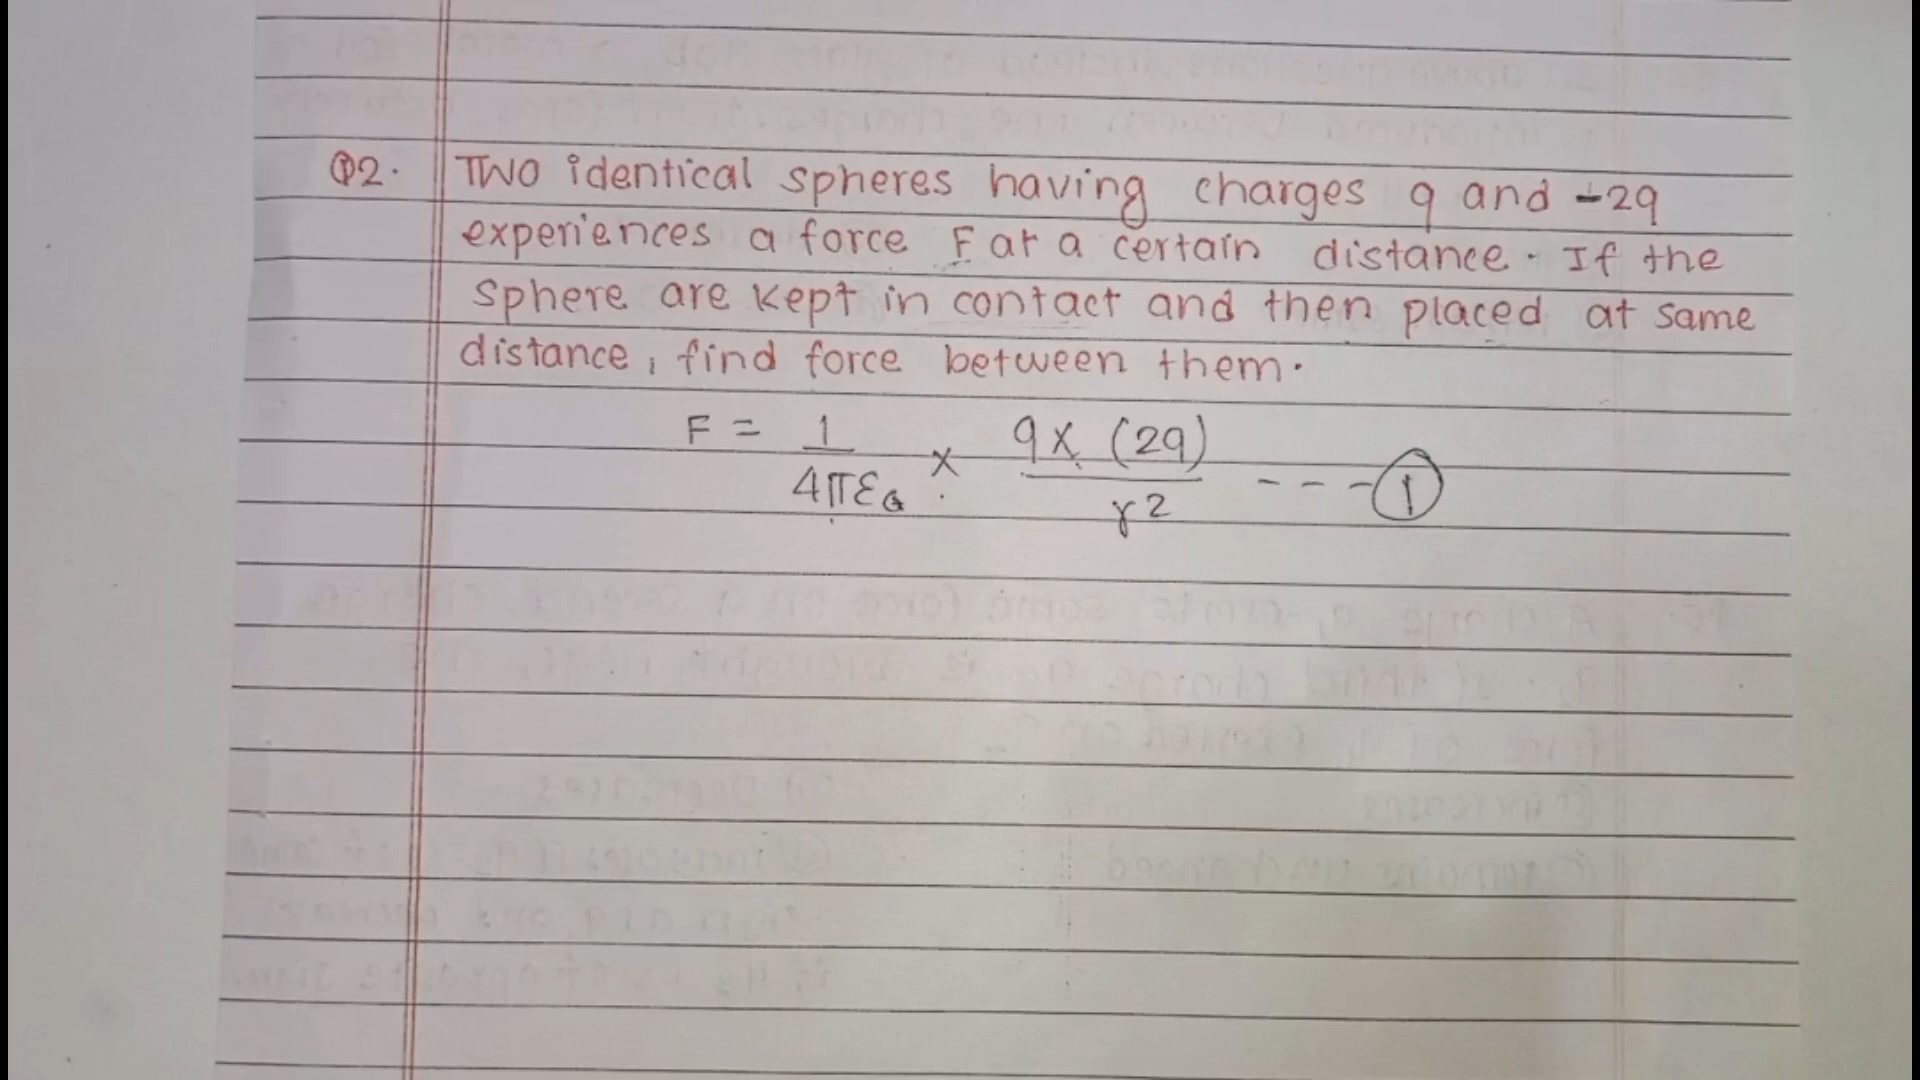 Q2. Two identical spheres having charges q and -2q
experiences a force F at a certain distance. If the
sphere are kept in contact and then placed at same
distance, find force between them.
F = 1/4πε₀ × q× (2q)/r² ---①